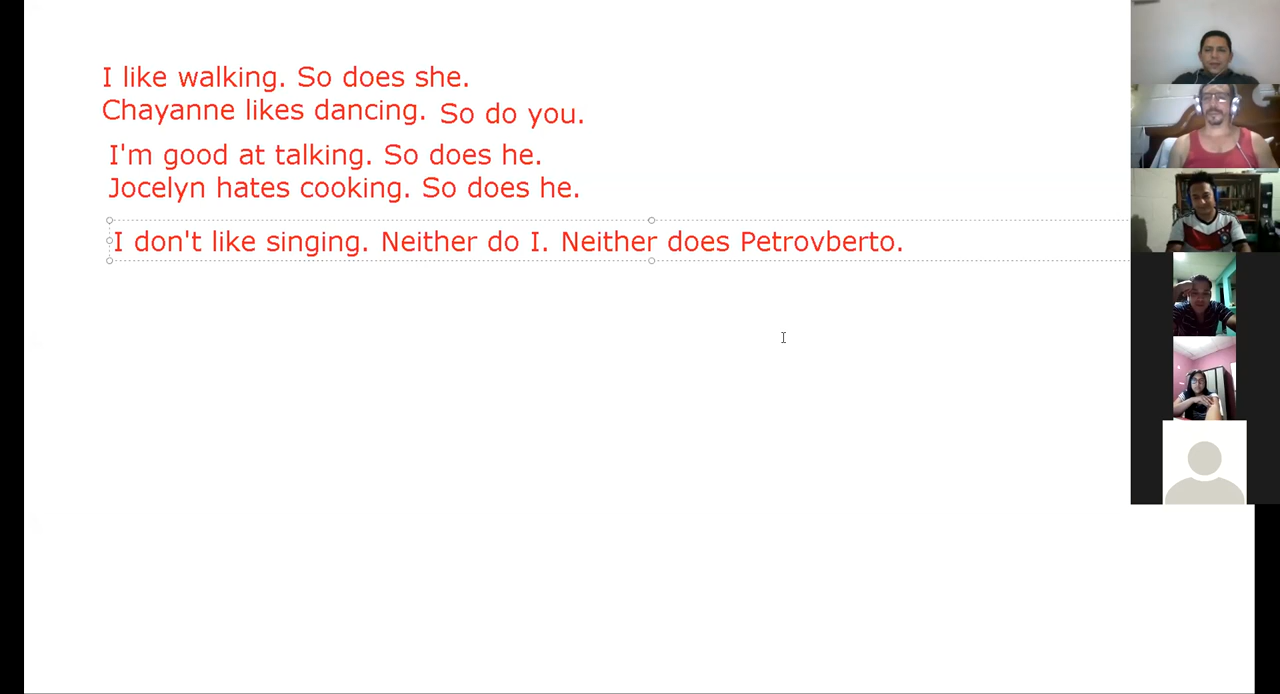 I like walking. So does she.
Chayanne likes dancing. So do you.
I'm good at talking. So does he.
Jocelyn hates cooking. So does he.
I don't like singing. Neither do I. Neither does Petrovberto.